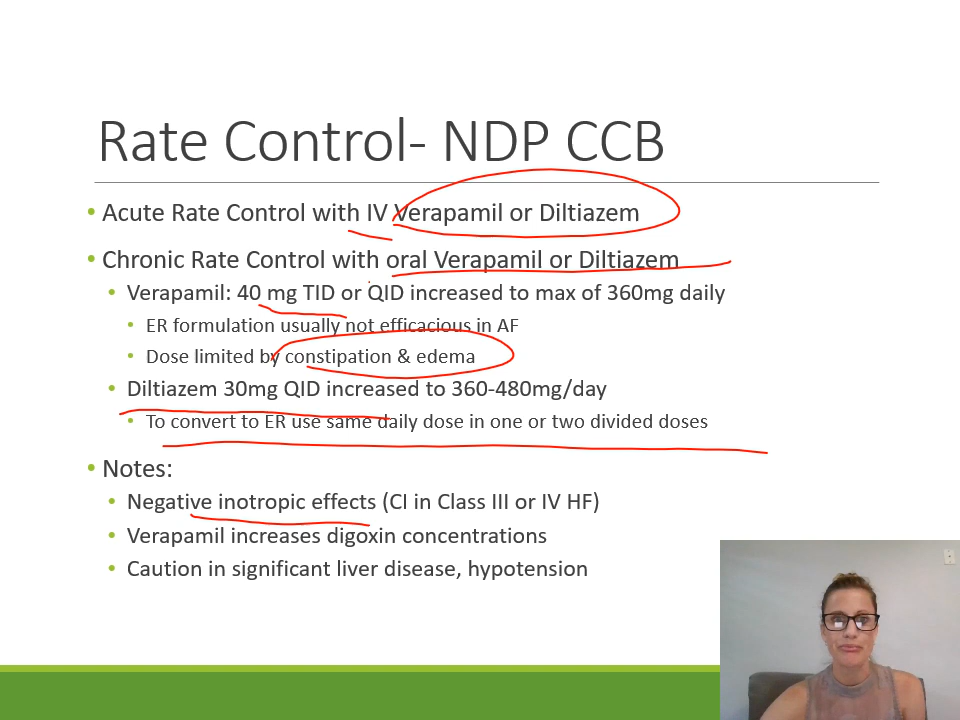 Rate Control- NDP CCB
• Acute Rate Control with IV Verapamil or Diltiazem
• Chronic Rate Control with oral Verapamil or Diltiazem
• Verapamil: 40 mg TID or QID increased to max of 360mg daily
• ER formulation usually not efficacious in AF
• Dose limited by constipation & edema
• Diltiazem 30mg QID increased to 360-480mg/day
• To convert to ER use same daily dose in one or two divided doses
• Notes:
• Negative inotropic effects (CI in Class III or IV HF)
• Verapamil increases digoxin concentrations
• Caution in significant liver disease, hypotension